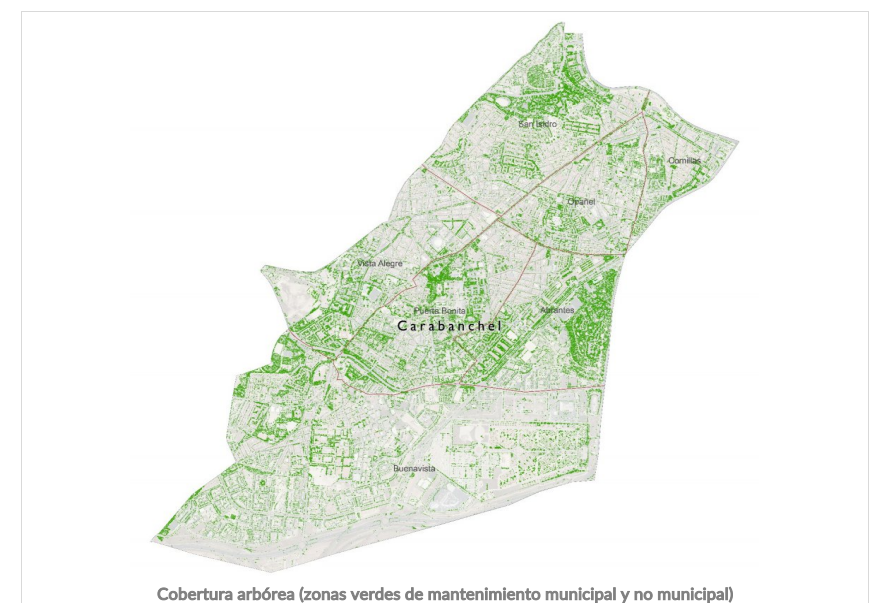 San Isidro
Comillas
Opañel
Vista Alegre
Puerta Bonita
Abrantes
Carabanchel
Buenavista
Cobertura arbórea (zonas verdes de mantenimiento municipal y no municipal)